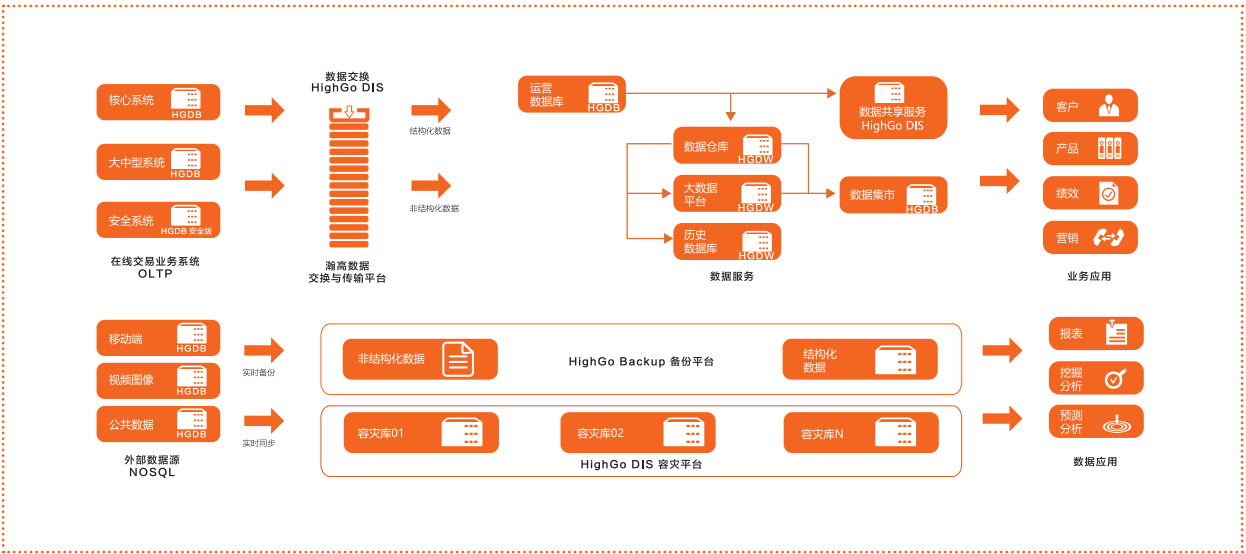 核心系统
HGDB
大中型系统
HGDB
安全系统
HGDB 安全版
在线交易业务系统
OLTP
数据交换
HighGo DIS
瀚高数据
交换与传输平台
结构化数据
非结构化数据
运营
数据库
HGDB
数据仓库
HGDW
大数据
平台
HGDW
历史
数据库
HGDW
数据服务
数据共享服务
HighGo DIS
数据集市
HGDB
客户
产品
绩效
营销
业务应用
移动端
HGDB
视频图像
HGDB
公共数据
HGDB
外部数据源
NOSQL
实时备份
实时同步
非结构化数据
HighGo Backup 备份平台
结构化
数据
容灾库01
容灾库02
容灾库N
HighGo DIS 容灾平台
报表
挖掘
分析
预测
分析
数据应用